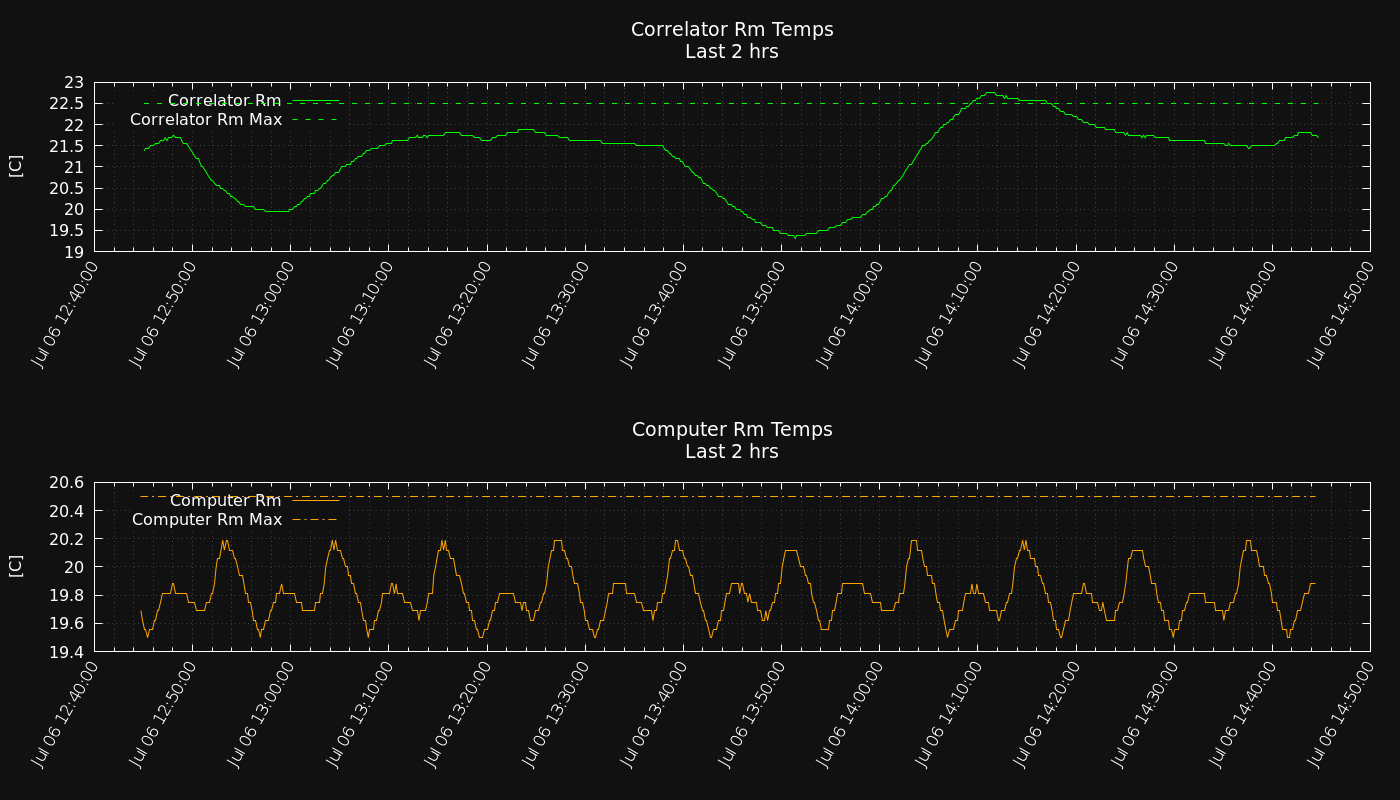 Correlator Rm Temps
Last 2 hrs
23
22.5
22
21.5
21
20.5
20
19.5
19
[C]
Correlator Rm
Correlator Rm Max
Jul 06 12:40:00
Jul 06 12:50:00
Jul 06 13:00:00
Jul 06 13:10:00
Jul 06 13:20:00
Jul 06 13:30:00
Jul 06 13:40:00
Jul 06 13:50:00
Jul 06 14:00:00
Jul 06 14:10:00
Jul 06 14:20:00
Jul 06 14:30:00
Jul 06 14:40:00
Jul 06 14:50:00
Computer Rm Temps
Last 2 hrs
20.6
20.4
20.2
20
19.8
19.6
19.4
[C]
Computer Rm
Computer Rm Max
Jul 06 12:40:00
Jul 06 12:50:00
Jul 06 13:00:00
Jul 06 13:10:00
Jul 06 13:20:00
Jul 06 13:30:00
Jul 06 13:40:00
Jul 06 13:50:00
Jul 06 14:00:00
Jul 06 14:10:00
Jul 06 14:20:00
Jul 06 14:30:00
Jul 06 14:40:00
Jul 06 14:50:00